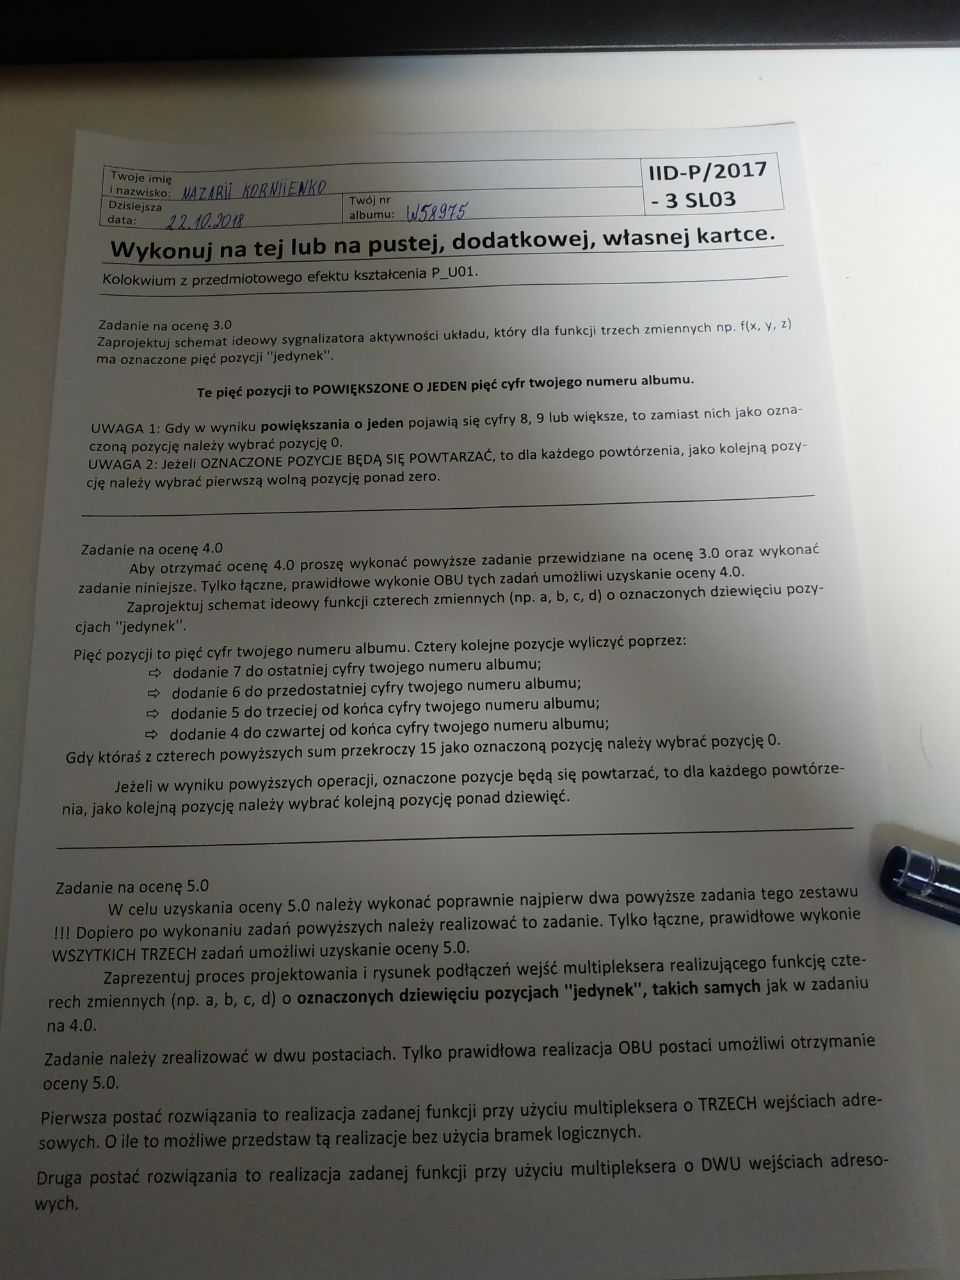 Twoje imię
i nazwisko: NAZARII KORNIIENKO
Dzisiejsza
data: 22.10.2018
Twój nr
albumu: W58975
IID-P/2017
- 3 SL03
Wykonuj na tej lub na pustej, dodatkowej, własnej kartce.
Kolokwium z przedmiotowego efektu kształcenia P_U01.
Zadanie na ocenę 3.0
Zaprojektuj schemat ideowy sygnalizatora aktywności układu, który dla funkcji trzech zmiennych np. f(x, y, z)
ma oznaczone pięć pozycji "jedynek".
Te pięć pozycji to POWIĘKSZONE O JEDEN pięć cyfr twojego numeru albumu.
UWAGA 1: Gdy w wyniku powiększania o jeden pojawią się cyfry 8, 9 lub większe, to zamiast nich jako ozna-
czoną pozycję należy wybrać pozycję 0.
UWAGA 2: Jeżeli OZNACZONE POZYCJE BĘDĄ SIĘ POWTARZAĆ, to dla każdego powtórzenia, jako kolejną pozy-
cję należy wybrać pierwszą wolną pozycję ponad zero.
Zadanie na ocenę 4.0
Aby otrzymać ocenę 4.0 proszę wykonać powyższe zadanie przewidziane na ocenę 3.0 oraz wykonać
zadanie niniejsze. Tylko łączne, prawidłowe wykonie OBU tych zadań umożliwi uzyskanie oceny 4.0.
Zaprojektuj schemat ideowy funkcji czterech zmiennych (np. a, b, c, d) o oznaczonych dziewięciu pozy-
cjach "jedynek".
Pięć pozycji to pięć cyfr twojego numeru albumu. Cztery kolejne pozycje wyliczyć poprzez:
⇨ dodanie 7 do ostatniej cyfry twojego numeru albumu;
⇨ dodanie 6 do przedostatniej cyfry twojego numeru albumu;
⇨ dodanie 5 do trzeciej od końca cyfry twojego numeru albumu;
⇨ dodanie 4 do czwartej od końca cyfry twojego numeru albumu;
Gdy któraś z czterech powyższych sum przekroczy 15 jako oznaczoną pozycję należy wybrać pozycję 0.
Jeżeli w wyniku powyższych operacji, oznaczone pozycje będą się powtarzać, to dla każdego powtórze-
nia, jako kolejną pozycję należy wybrać kolejną pozycję ponad dziewięć.
Zadanie na ocenę 5.0
W celu uzyskania oceny 5.0 należy wykonać poprawnie najpierw dwa powyższe zadania tego zestawu
!!! Dopiero po wykonaniu zadań powyższych należy realizować to zadanie. Tylko łączne, prawidłowe wykonie
WSZYTKICH TRZECH zadań umożliwi uzyskanie oceny 5.0.
Zaprezentuj proces projektowania i rysunek podłączeń wejść multipleksera realizującego funkcję czte-
rech zmiennych (np. a, b, c, d) o oznaczonych dziewięciu pozycjach "jedynek", takich samych jak w zadaniu
na 4.0.
Zadanie należy zrealizować w dwu postaciach. Tylko prawidłowa realizacja OBU postaci umożliwi otrzymanie
oceny 5.0.
Pierwsza postać rozwiązania to realizacja zadanej funkcji przy użyciu multipleksera o TRZECH wejściach adre-
sowych. O ile to możliwe przedstaw tą realizacje bez użycia bramek logicznych.
Druga postać rozwiązania to realizacja zadanej funkcji przy użyciu multipleksera o DWU wejściach adreso-
wych.